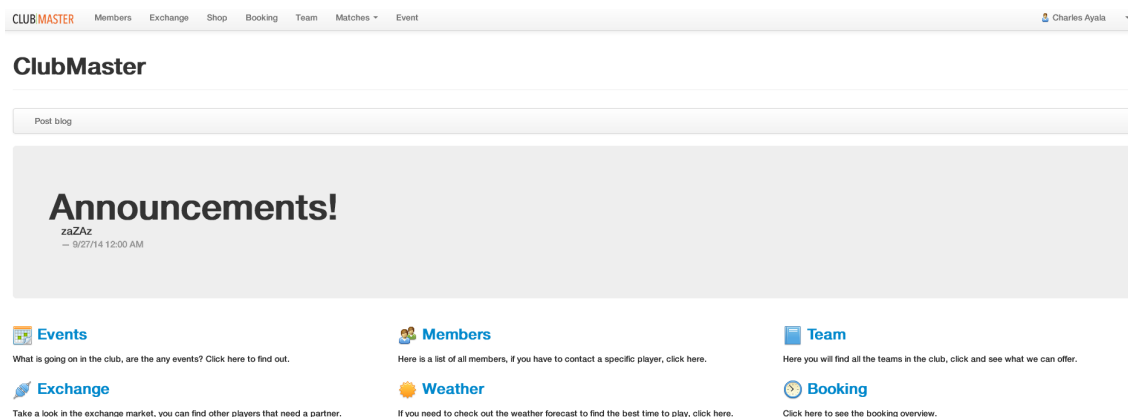 CLUB|MASTER Members Exchange Shop Booking Team Matches Event Charles Ayala
ClubMaster
Post blog
Announcements!
zaZAz
— 9/27/14 12:00 AM
Events Members Team
What is going on in the club, are the any events? Click here to find out. Here is a list of all members, if you have to contact a specific player, click here. Here you will find all the teams in the club, click and see what we can offer.
Exchange Weather Booking
Take a look in the exchange market, you can find other players that need a partner. If you need to check out the weather forecast to find the best time to play, click here. Click here to see the booking overview.